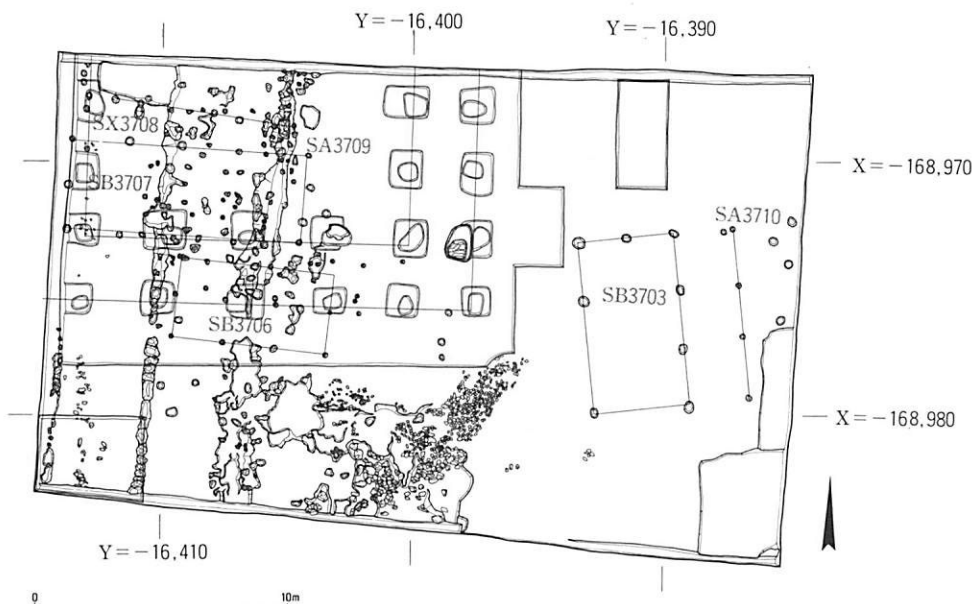 Y=－16,400
Y=－16,390
SX3708
SA3709
X=－168,970
SB3707
SA3710
SB3703
SB3706
X=－168,980
Y=－16,410
0
10m